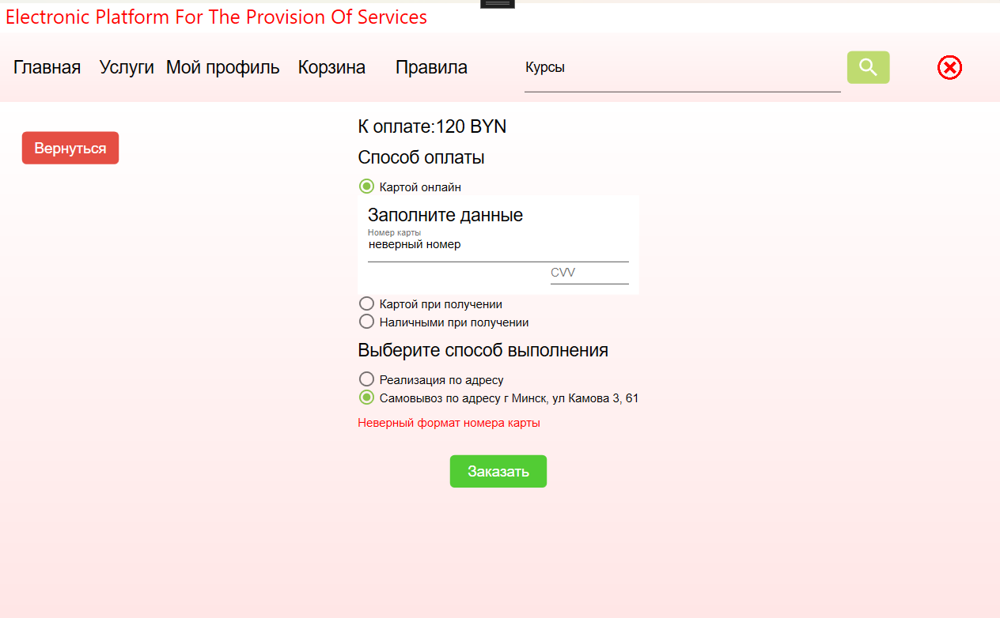 Electronic Platform For The Provision Of Services
Главная Услуги Мой профиль Корзина Правила Курсы
Вернуться
К оплате:120 BYN
Способ оплаты
Картой онлайн
Заполните данные
Номер карты
неверный номер
CVV
Картой при получении
Наличными при получении
Выберите способ выполнения
Реализация по адресу
Самовывоз по адресу г Минск, ул Камова 3, 61
Неверный формат номера карты
Заказать